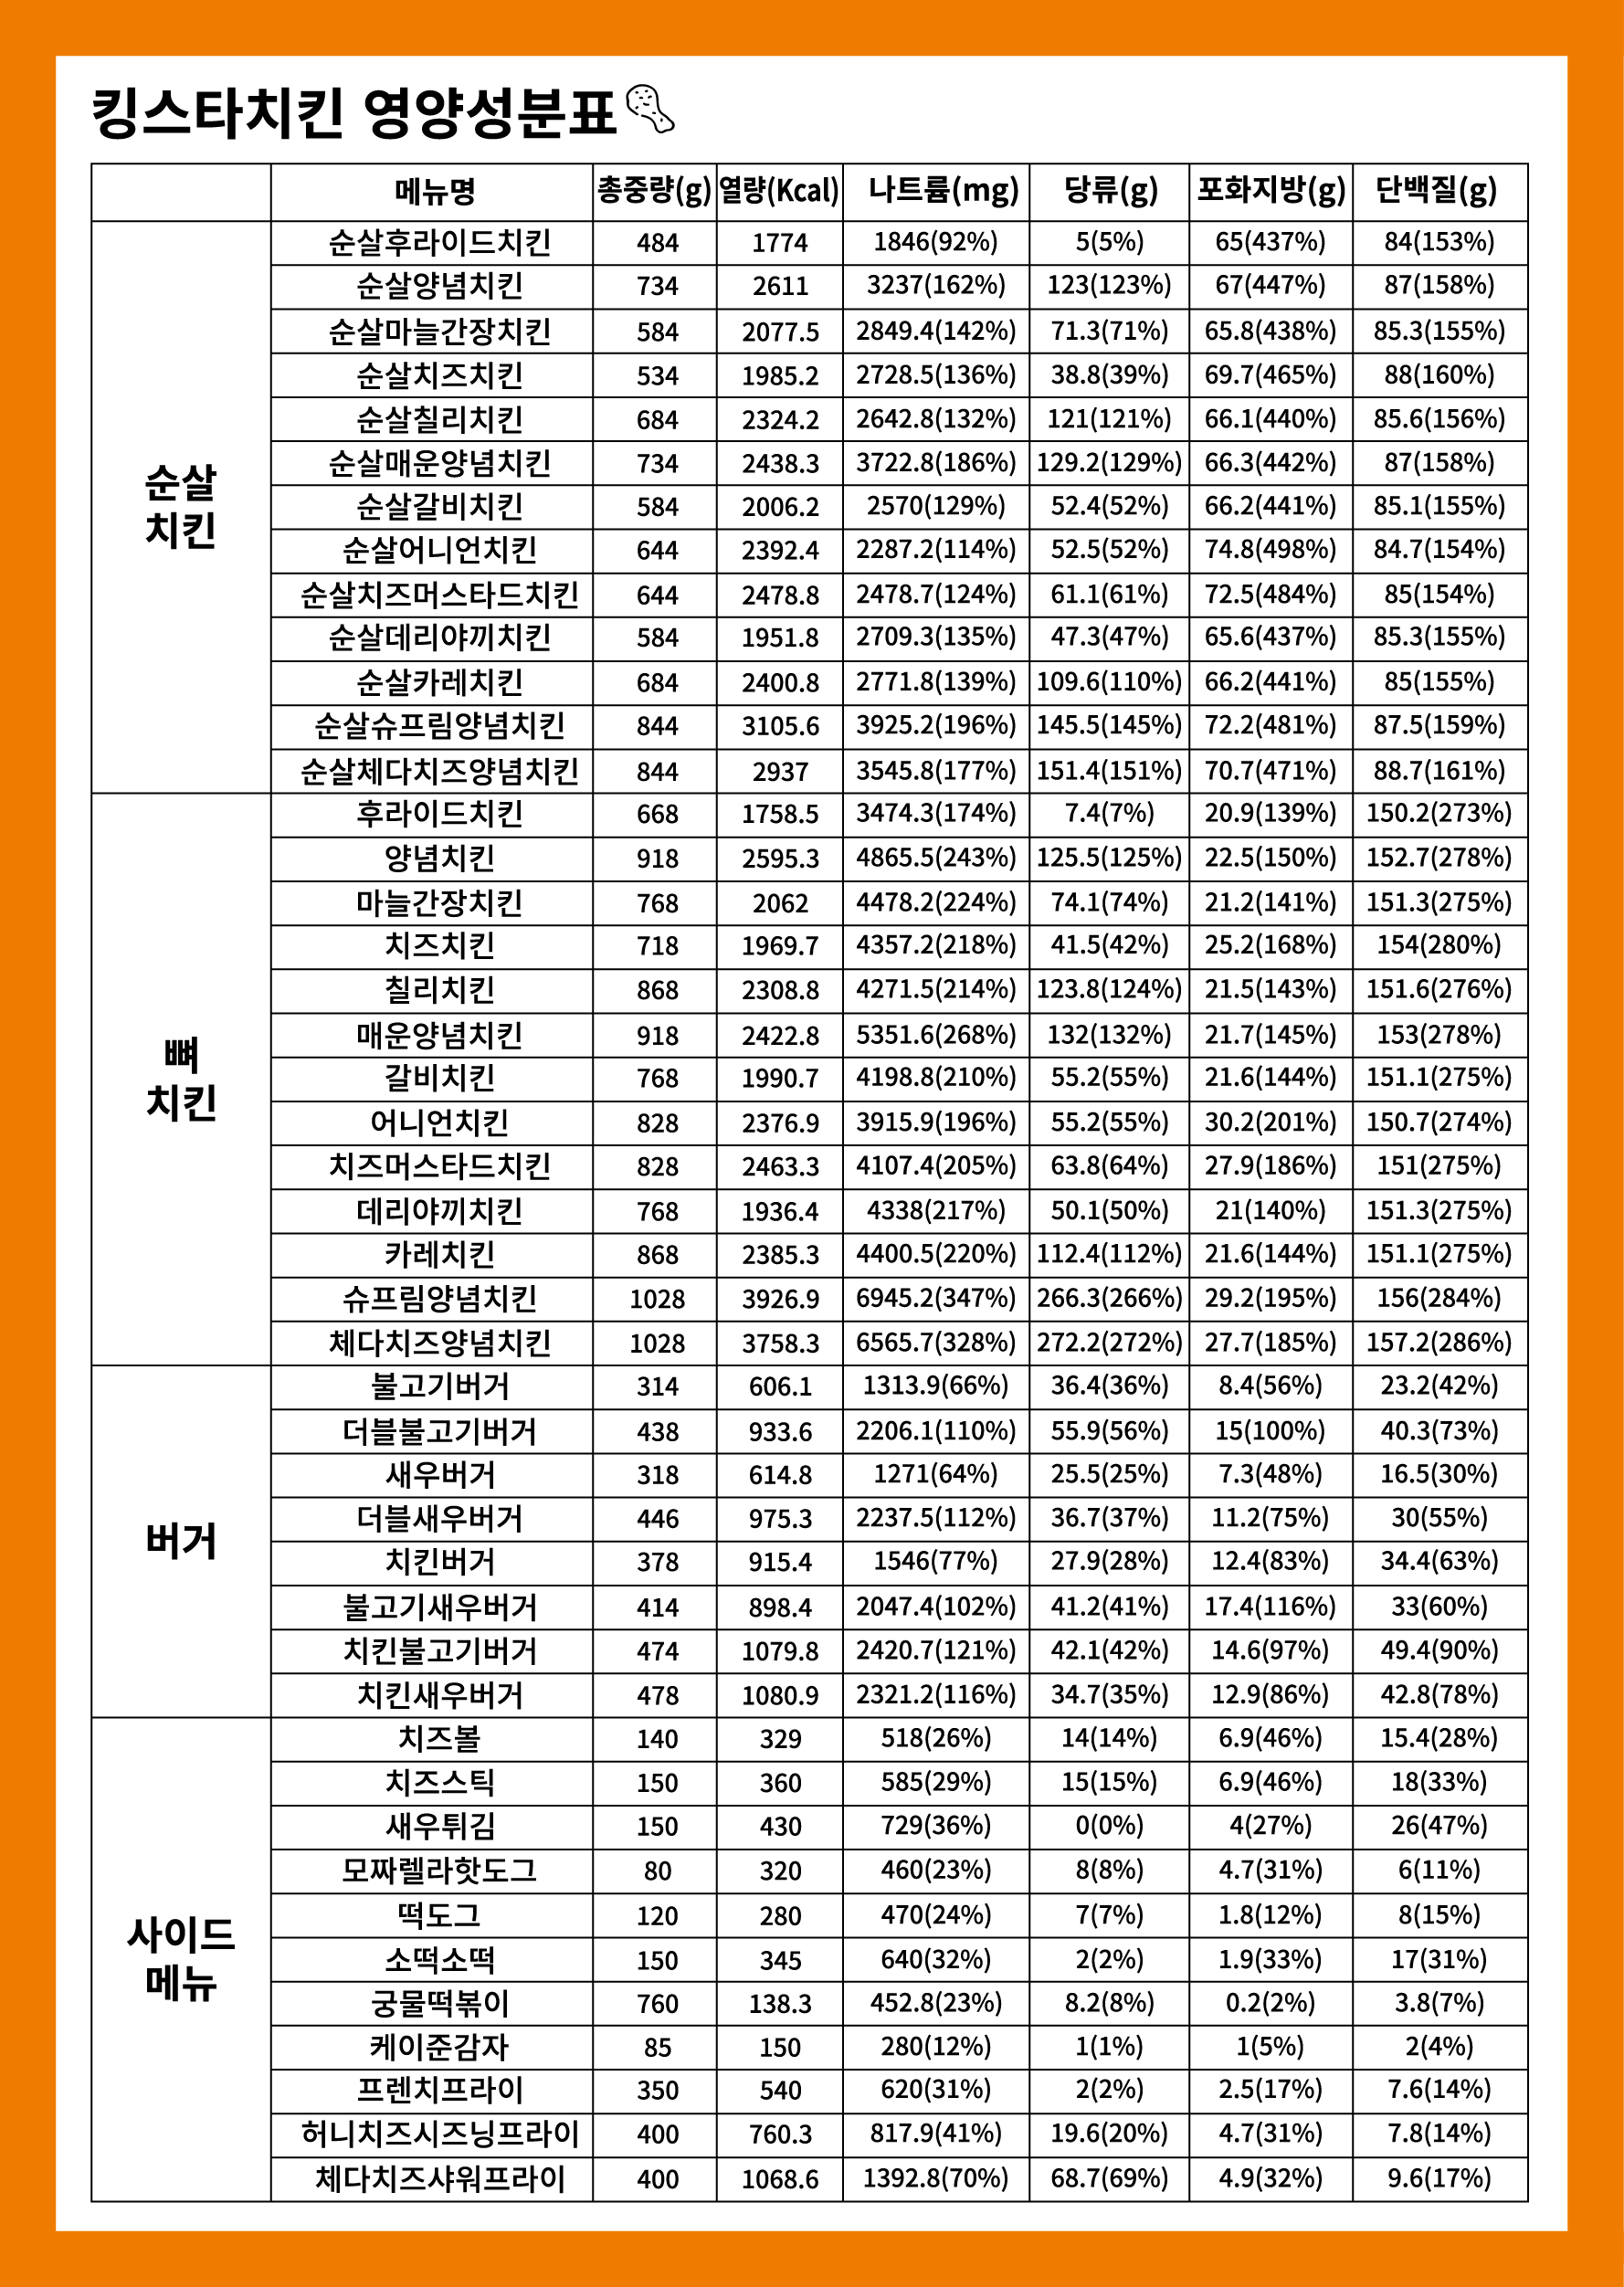 킹스타치킨 영양성분표
메뉴명 총중량(g) 열량(Kcal) 나트륨(mg) 당류(g) 포화지방(g) 단백질(g)
순살
치킨
순살후라이드치킨 484 1774 1846(92%) 5(5%) 65(437%) 84(153%)
순살양념치킨 734 2611 3237(162%) 123(123%) 67(447%) 87(158%)
순살마늘간장치킨 584 2077.5 2849.4(142%) 71.3(71%) 65.8(438%) 85.3(155%)
순살치즈치킨 534 1985.2 2728.5(136%) 38.8(39%) 69.7(465%) 88(160%)
순살칠리치킨 684 2324.2 2642.8(132%) 121(121%) 66.1(440%) 85.6(156%)
순살매운양념치킨 734 2438.3 3722.8(186%) 129.2(129%) 66.3(442%) 87(158%)
순살갈비치킨 584 2006.2 2570(129%) 52.4(52%) 66.2(441%) 85.1(155%)
순살어니언치킨 644 2392.4 2287.2(114%) 52.5(52%) 74.8(498%) 84.7(154%)
순살치즈머스타드치킨 644 2478.8 2478.7(124%) 61.1(61%) 72.5(484%) 85(154%)
순살데리야끼치킨 584 1951.8 2709.3(135%) 47.3(47%) 65.6(437%) 85.3(155%)
순살카레치킨 684 2400.8 2771.8(139%) 109.6(110%) 66.2(441%) 85(155%)
순살슈프림양념치킨 844 3105.6 3925.2(196%) 145.5(145%) 72.2(481%) 87.5(159%)
순살체다치즈양념치킨 844 2937 3545.8(177%) 151.4(151%) 70.7(471%) 88.7(161%)
뼈
치킨
후라이드치킨 668 1758.5 3474.3(174%) 7.4(7%) 20.9(139%) 150.2(273%)
양념치킨 918 2595.3 4865.5(243%) 125.5(125%) 22.5(150%) 152.7(278%)
마늘간장치킨 768 2062 4478.2(224%) 74.1(74%) 21.2(141%) 151.3(275%)
치즈치킨 718 1969.7 4357.2(218%) 41.5(42%) 25.2(168%) 154(280%)
칠리치킨 868 2308.8 4271.5(214%) 123.8(124%) 21.5(143%) 151.6(276%)
매운양념치킨 918 2422.8 5351.6(268%) 132(132%) 21.7(145%) 153(278%)
갈비치킨 768 1990.7 4198.8(210%) 55.2(55%) 21.6(144%) 151.1(275%)
어니언치킨 828 2376.9 3915.9(196%) 55.2(55%) 30.2(201%) 150.7(274%)
치즈머스타드치킨 828 2463.3 4107.4(205%) 63.8(64%) 27.9(186%) 151(275%)
데리야끼치킨 768 1936.4 4338(217%) 50.1(50%) 21(140%) 151.3(275%)
카레치킨 868 2385.3 4400.5(220%) 112.4(112%) 21.6(144%) 151.1(275%)
슈프림양념치킨 1028 3926.9 6945.2(347%) 266.3(266%) 29.2(195%) 156(284%)
체다치즈양념치킨 1028 3758.3 6565.7(328%) 272.2(272%) 27.7(185%) 157.2(286%)
버거
불고기버거 314 606.1 1313.9(66%) 36.4(36%) 8.4(56%) 23.2(42%)
더블불고기버거 438 933.6 2206.1(110%) 55.9(56%) 15(100%) 40.3(73%)
새우버거 318 614.8 1271(64%) 25.5(25%) 7.3(48%) 16.5(30%)
더블새우버거 446 975.3 2237.5(112%) 36.7(37%) 11.2(75%) 30(55%)
치킨버거 378 915.4 1546(77%) 27.9(28%) 12.4(83%) 34.4(63%)
불고기새우버거 414 898.4 2047.4(102%) 41.2(41%) 17.4(116%) 33(60%)
치킨불고기버거 474 1079.8 2420.7(121%) 42.1(42%) 14.6(97%) 49.4(90%)
치킨새우버거 478 1080.9 2321.2(116%) 34.7(35%) 12.9(86%) 42.8(78%)
사이드
메뉴
치즈볼 140 329 518(26%) 14(14%) 6.9(46%) 15.4(28%)
치즈스틱 150 360 585(29%) 15(15%) 6.9(46%) 18(33%)
새우튀김 150 430 729(36%) 0(0%) 4(27%) 26(47%)
모짜렐라핫도그 80 320 460(23%) 8(8%) 4.7(31%) 6(11%)
떡도그 120 280 470(24%) 7(7%) 1.8(12%) 8(15%)
소떡소떡 150 345 640(32%) 2(2%) 1.9(33%) 17(31%)
궁물떡볶이 760 138.3 452.8(23%) 8.2(8%) 0.2(2%) 3.8(7%)
케이준감자 85 150 280(12%) 1(1%) 1(5%) 2(4%)
프렌치프라이 350 540 620(31%) 2(2%) 2.5(17%) 7.6(14%)
허니치즈시즈닝프라이 400 760.3 817.9(41%) 19.6(20%) 4.7(31%) 7.8(14%)
체다치즈샤워프라이 400 1068.6 1392.8(70%) 68.7(69%) 4.9(32%) 9.6(17%)